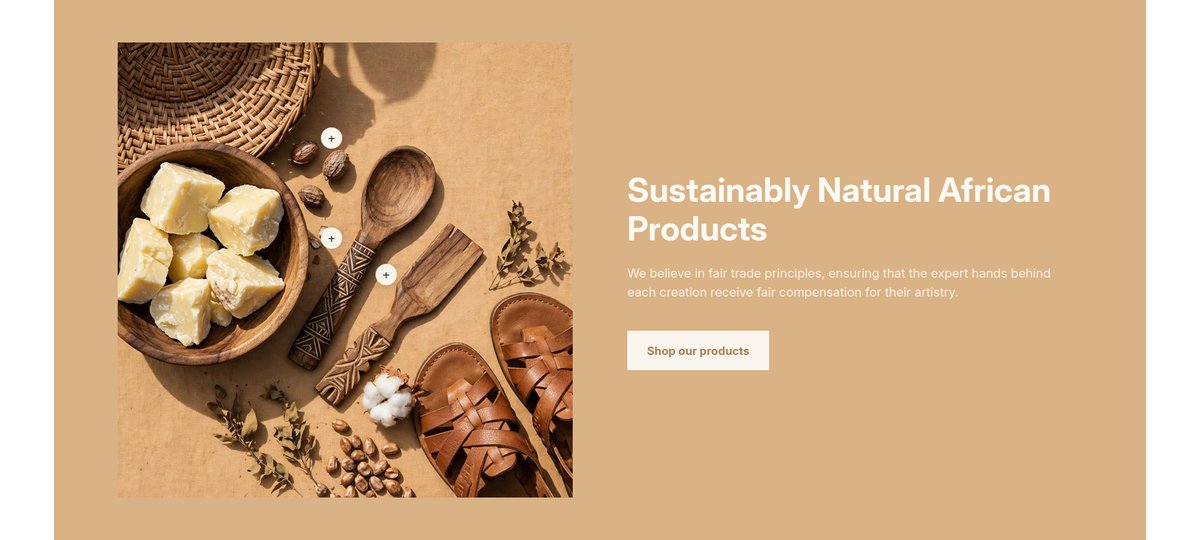 +
+
+
Sustainably Natural African
Products
We believe in fair trade principles, ensuring that the expert hands behind
each creation receive fair compensation for their artistry.
Shop our products